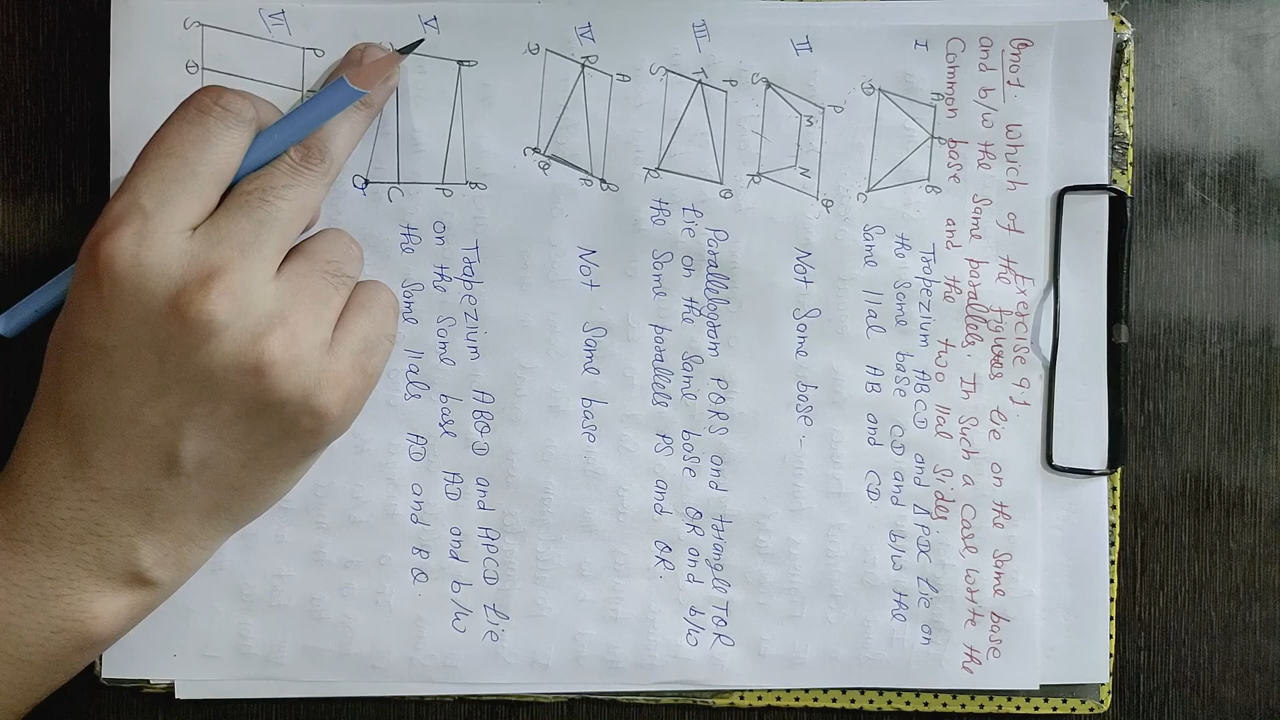 Exercise 9.1.
Qno1. Which of the figures lie on the same base
and b/w the same parallels. In such a case, write the
Common base and the two llal sides
I
A
P
B
D
C
Trapezium ABCD and ΔPDC lie on
the same base CD and b/w the
same llal AB and CD.
II
P
S
M
N
Q
R
Not Same base.
III
P
T
S
Q
R
Parallelogram PQRS and triangle TQR
lie on the same base QR and b/w
the same parallels PS and QR.
IV
A
R
D
B
P
Q
C
Not Same base.
V
A
B
P
C
Q
Trapezium ABQD and APCD lie
on the same base AD and b/w
the same llals AD and BQ.
VI
P
S
D